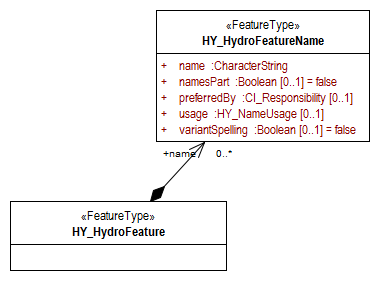 «FeatureType»
HY_HydroFeatureName
+ name :CharacterString
+ namesPart :Boolean [0..1] = false
+ preferredBy :CI_Responsibility [0..1]
+ usage :HY_NameUsage [0..1]
+ variantSpelling :Boolean [0..1] = false
+name 0..*
«FeatureType»
HY_HydroFeature